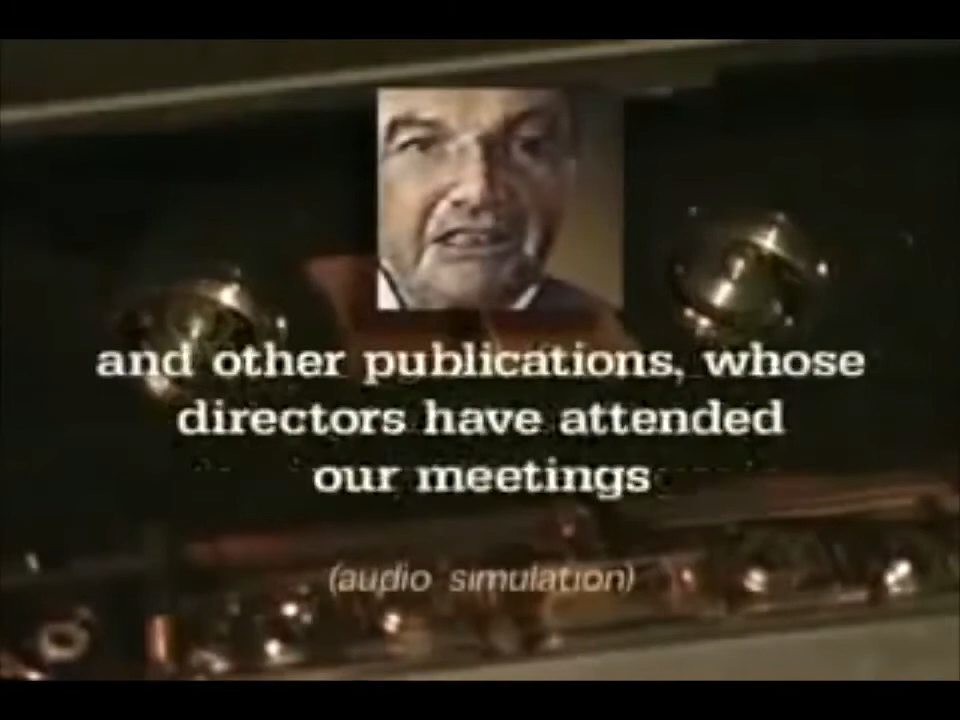 and other publications, whose
directors have attended
our meetings
(audio simulation)